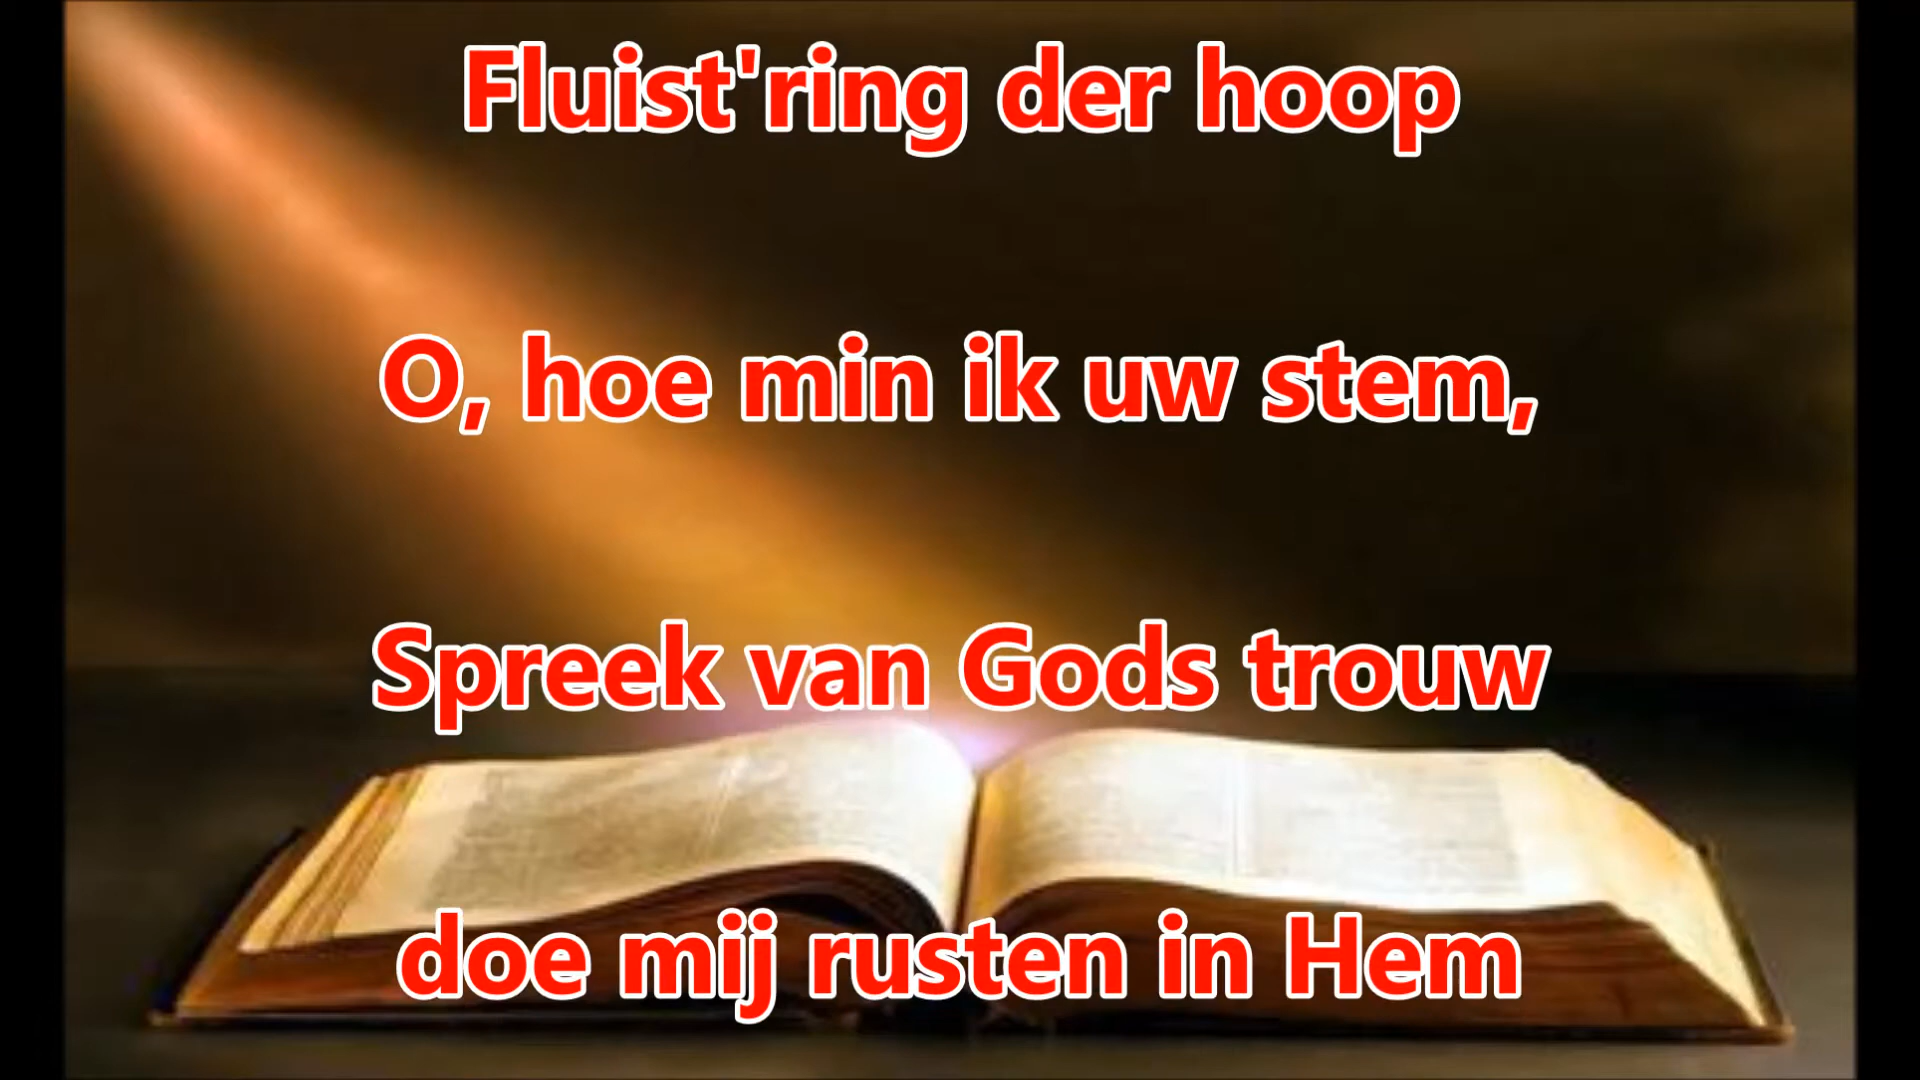 Fluist'ring der hoop
O, hoe min ik uw stem,
Spreek van Gods trouw
doe mij rusten in Hem